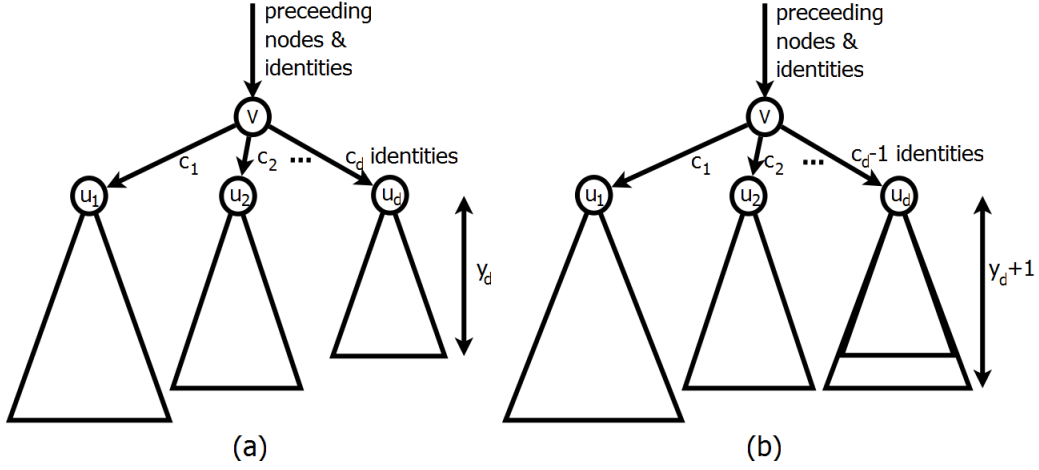 preceeding
nodes &
identities
V
c1 c2 ... cd identities
u1 u2 ud
yd
(a)
preceeding
nodes &
identities
V
c1 c2 ... cd-1 identities
u1 u2 ud
yd+1
(b)